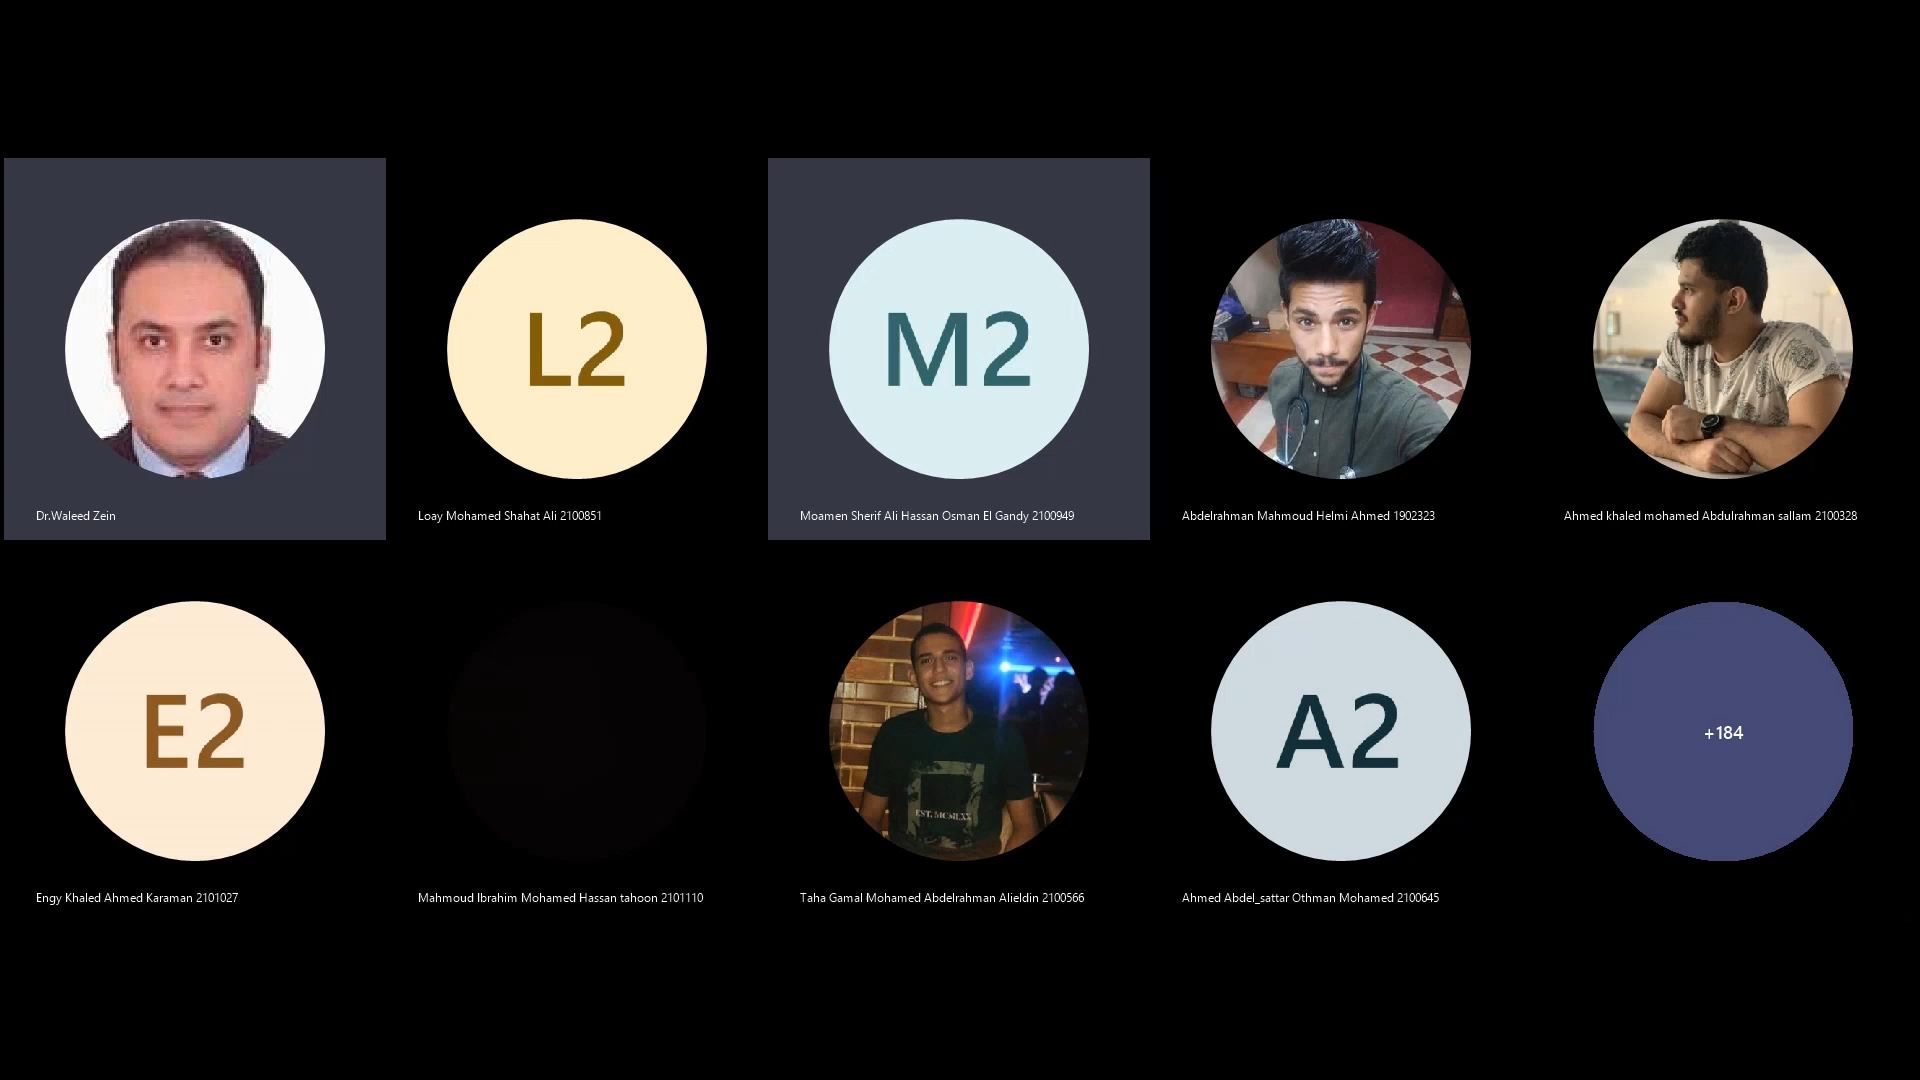 L2
M2
Dr.Waleed Zein
Loay Mohamed Shahat Ali 2100851
Moamen Sherif Ali Hassan Osman El Gandy 2100949
Abdelrahman Mahmoud Helmi Ahmed 1902323
Ahmed khaled mohamed Abdulrahman sallam 2100328
E2
EST. MCMLXX
A2
+184
Engy Khaled Ahmed Karaman 2101027
Mahmoud Ibrahim Mohamed Hassan tahoon 2101110
Taha Gamal Mohamed Abdelrahman Alieldin 2100566
Ahmed Abdel_sattar Othman Mohamed 2100645